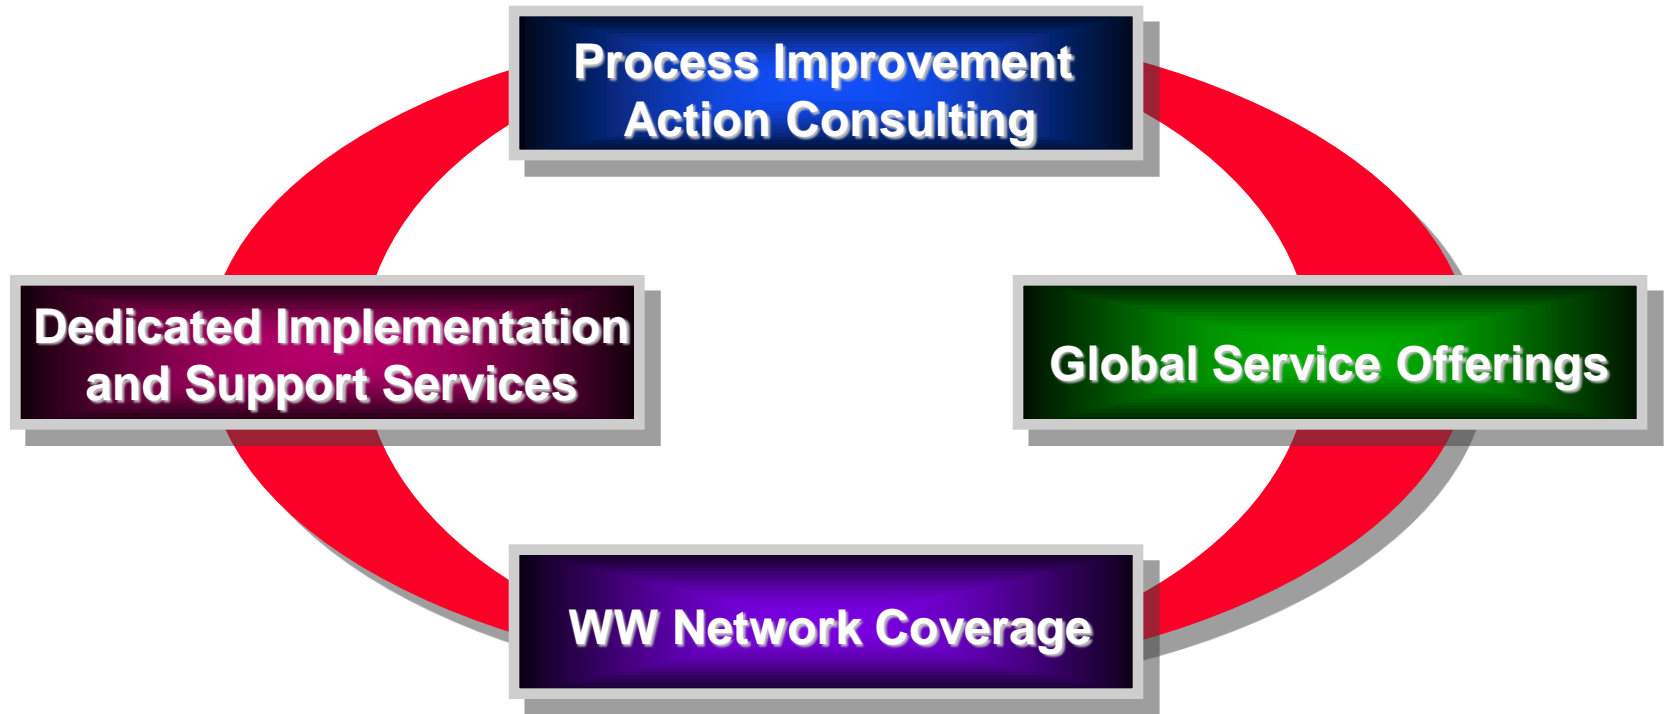 Process Improvement
Action Consulting
Dedicated Implementation
and Support Services
Global Service Offerings
WW Network Coverage